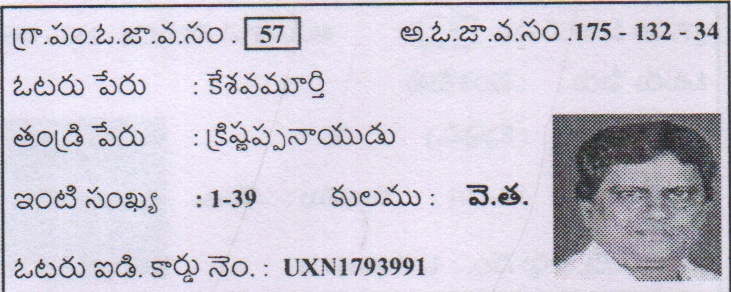 గ్రా.పం.ఓ.జా.వ.సం. 57 అ.ఓ.జా.వ.సం.175 - 132 - 34
ఓటరు పేరు : కేశవమూర్తి
తండ్రి పేరు : క్రిష్ణప్పనాయుడు
ఇంటి సంఖ్య : 1-39 కులము : వె.త.
ఓటరు ఐడి. కార్డు నెం. : UXN1793991